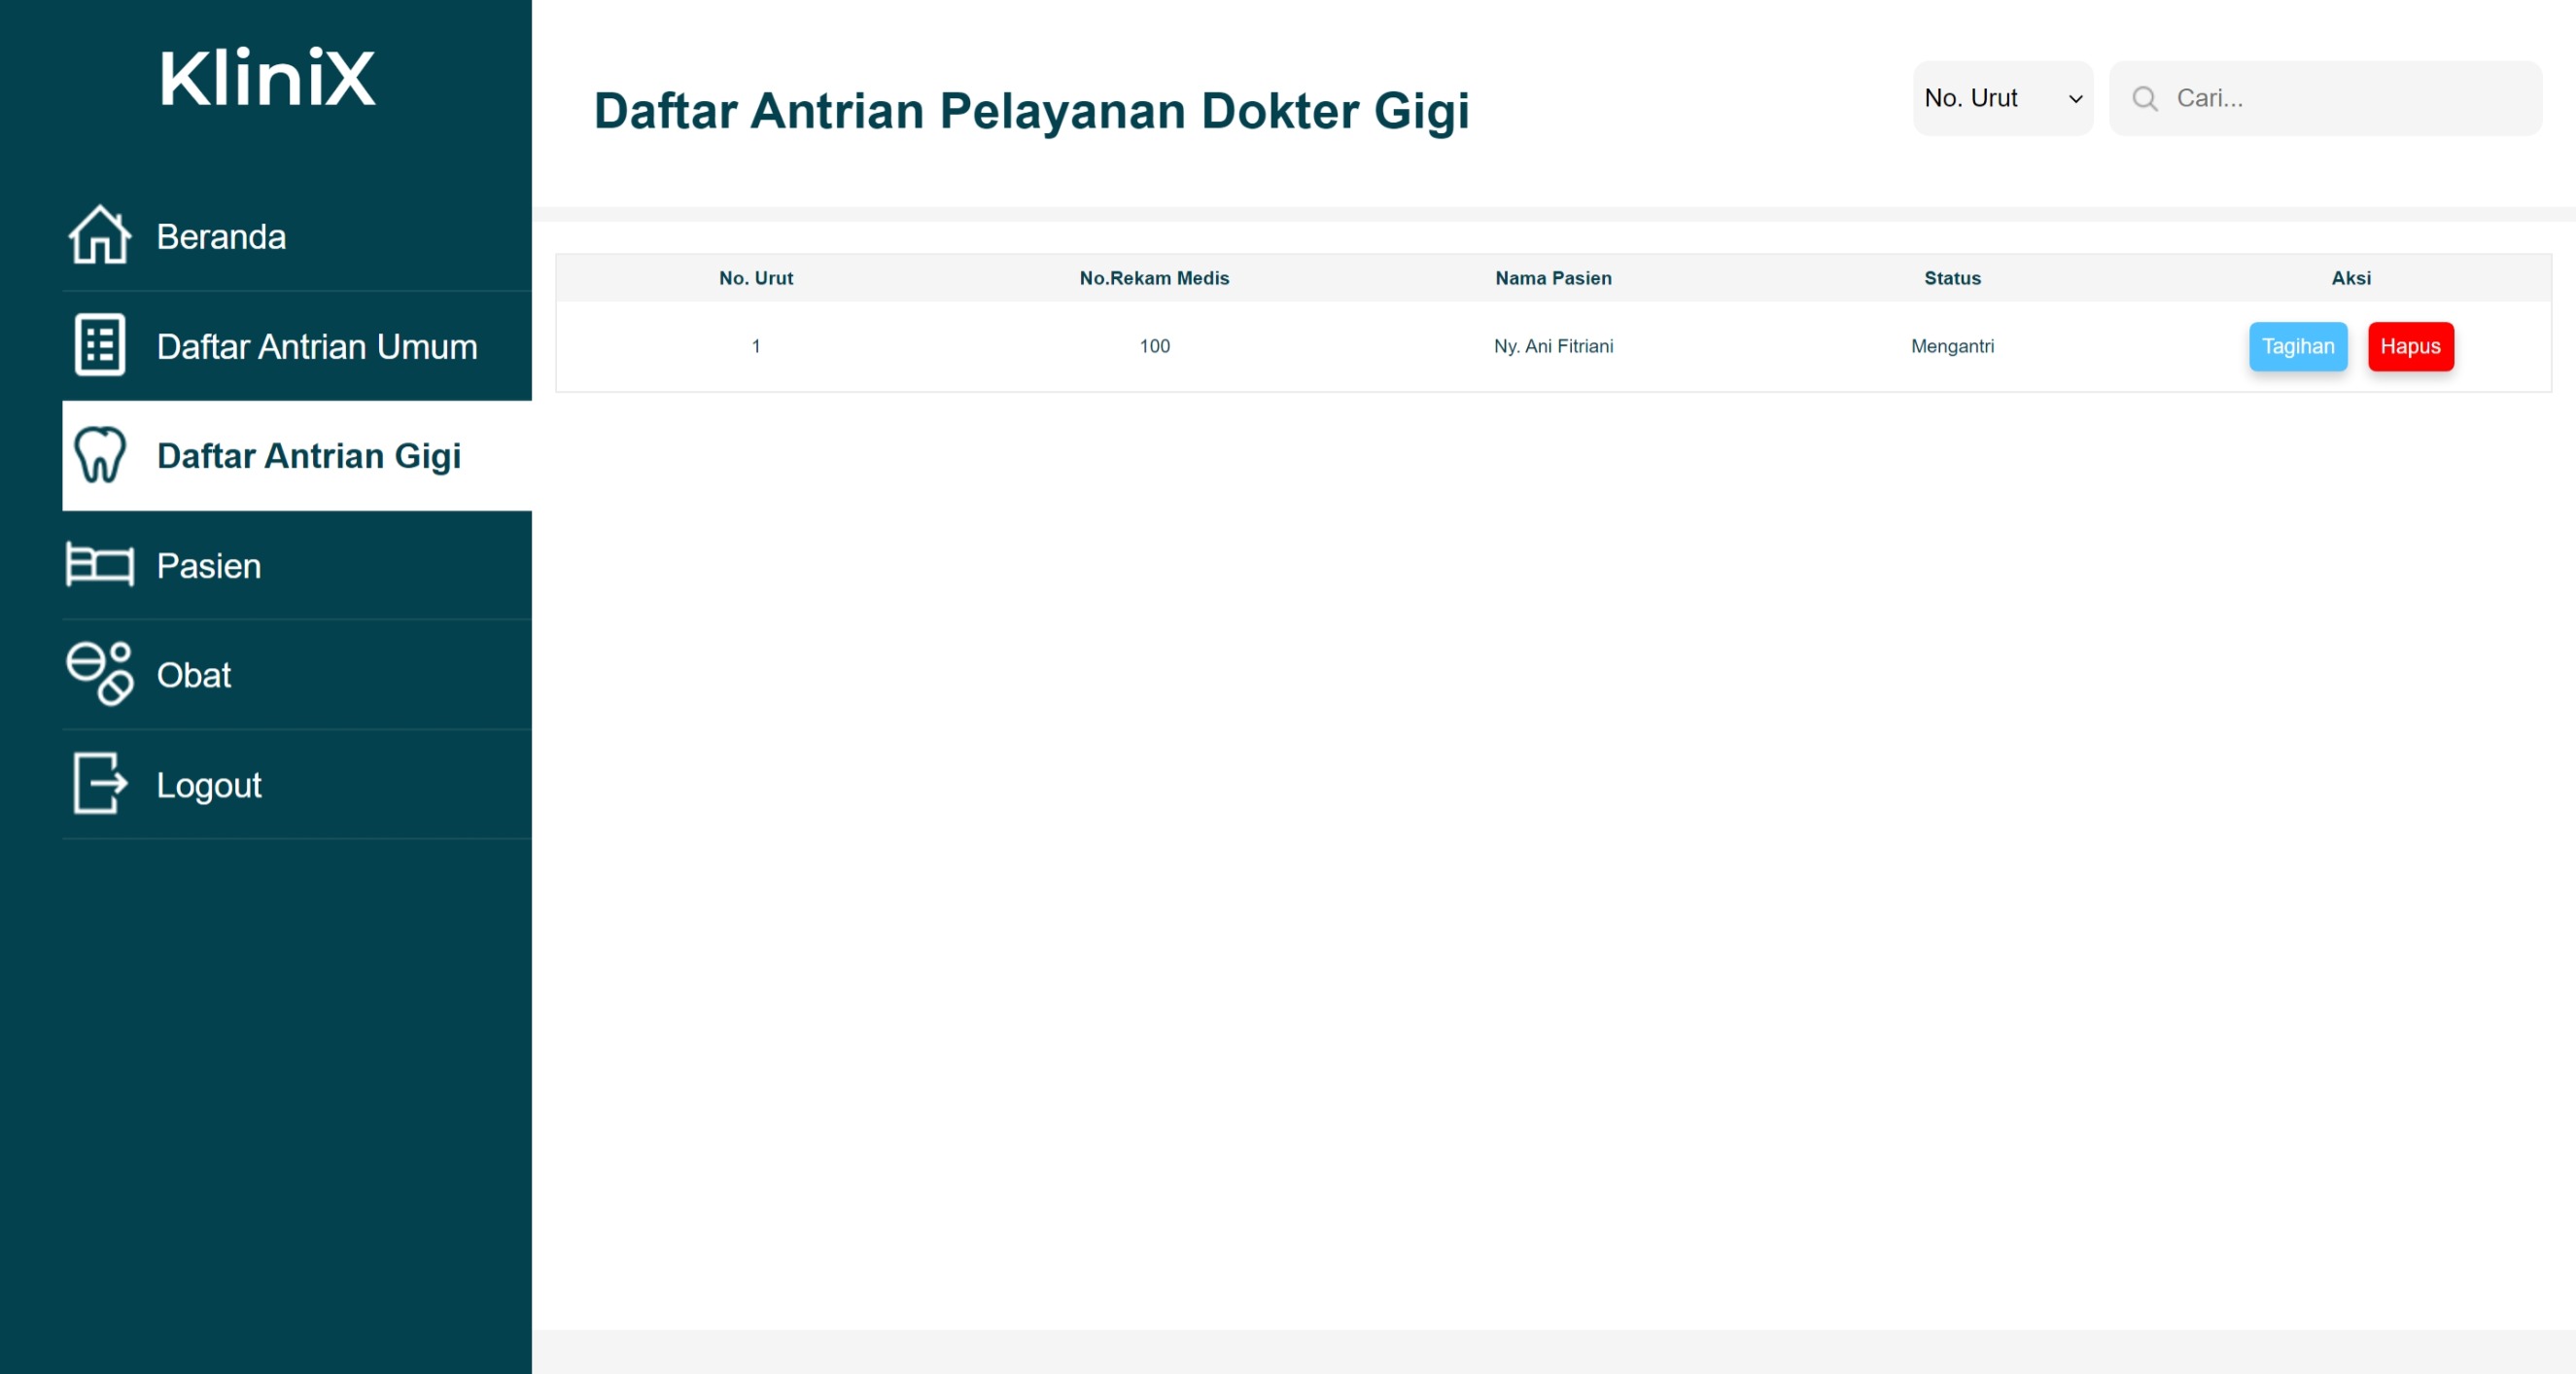 KliniX
Beranda
Daftar Antrian Umum
Daftar Antrian Gigi
Pasien
Obat
Logout
Daftar Antrian Pelayanan Dokter Gigi
No. Urut
Cari...
No. Urut No.Rekam Medis Nama Pasien Status Aksi
1 100 Ny. Ani Fitriani Mengantri Tagihan Hapus